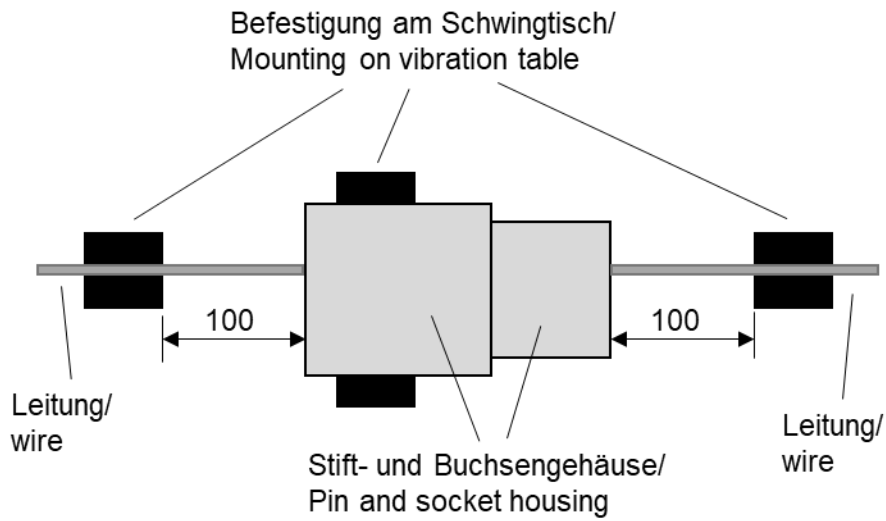 Befestigung am Schwingtisch/
Mounting on vibration table
100
100
Leitung/
wire
Leitung/
wire
Stift- und Buchsengehäuse/
Pin and socket housing